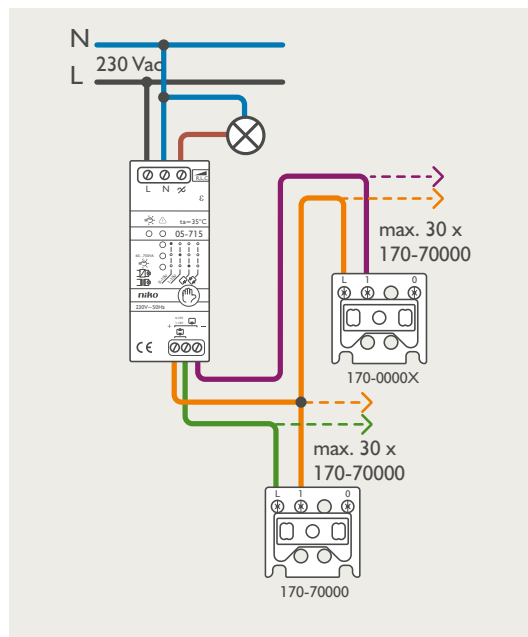 N
230 Vac
L
L N
R,L,C
ε
ta=35°C
05-715
niko
230V~50Hz
+ –
CE
max. 30 x
170-70000
L 1 0
170-0000X
max. 30 x
170-70000
L 1 0
170-70000